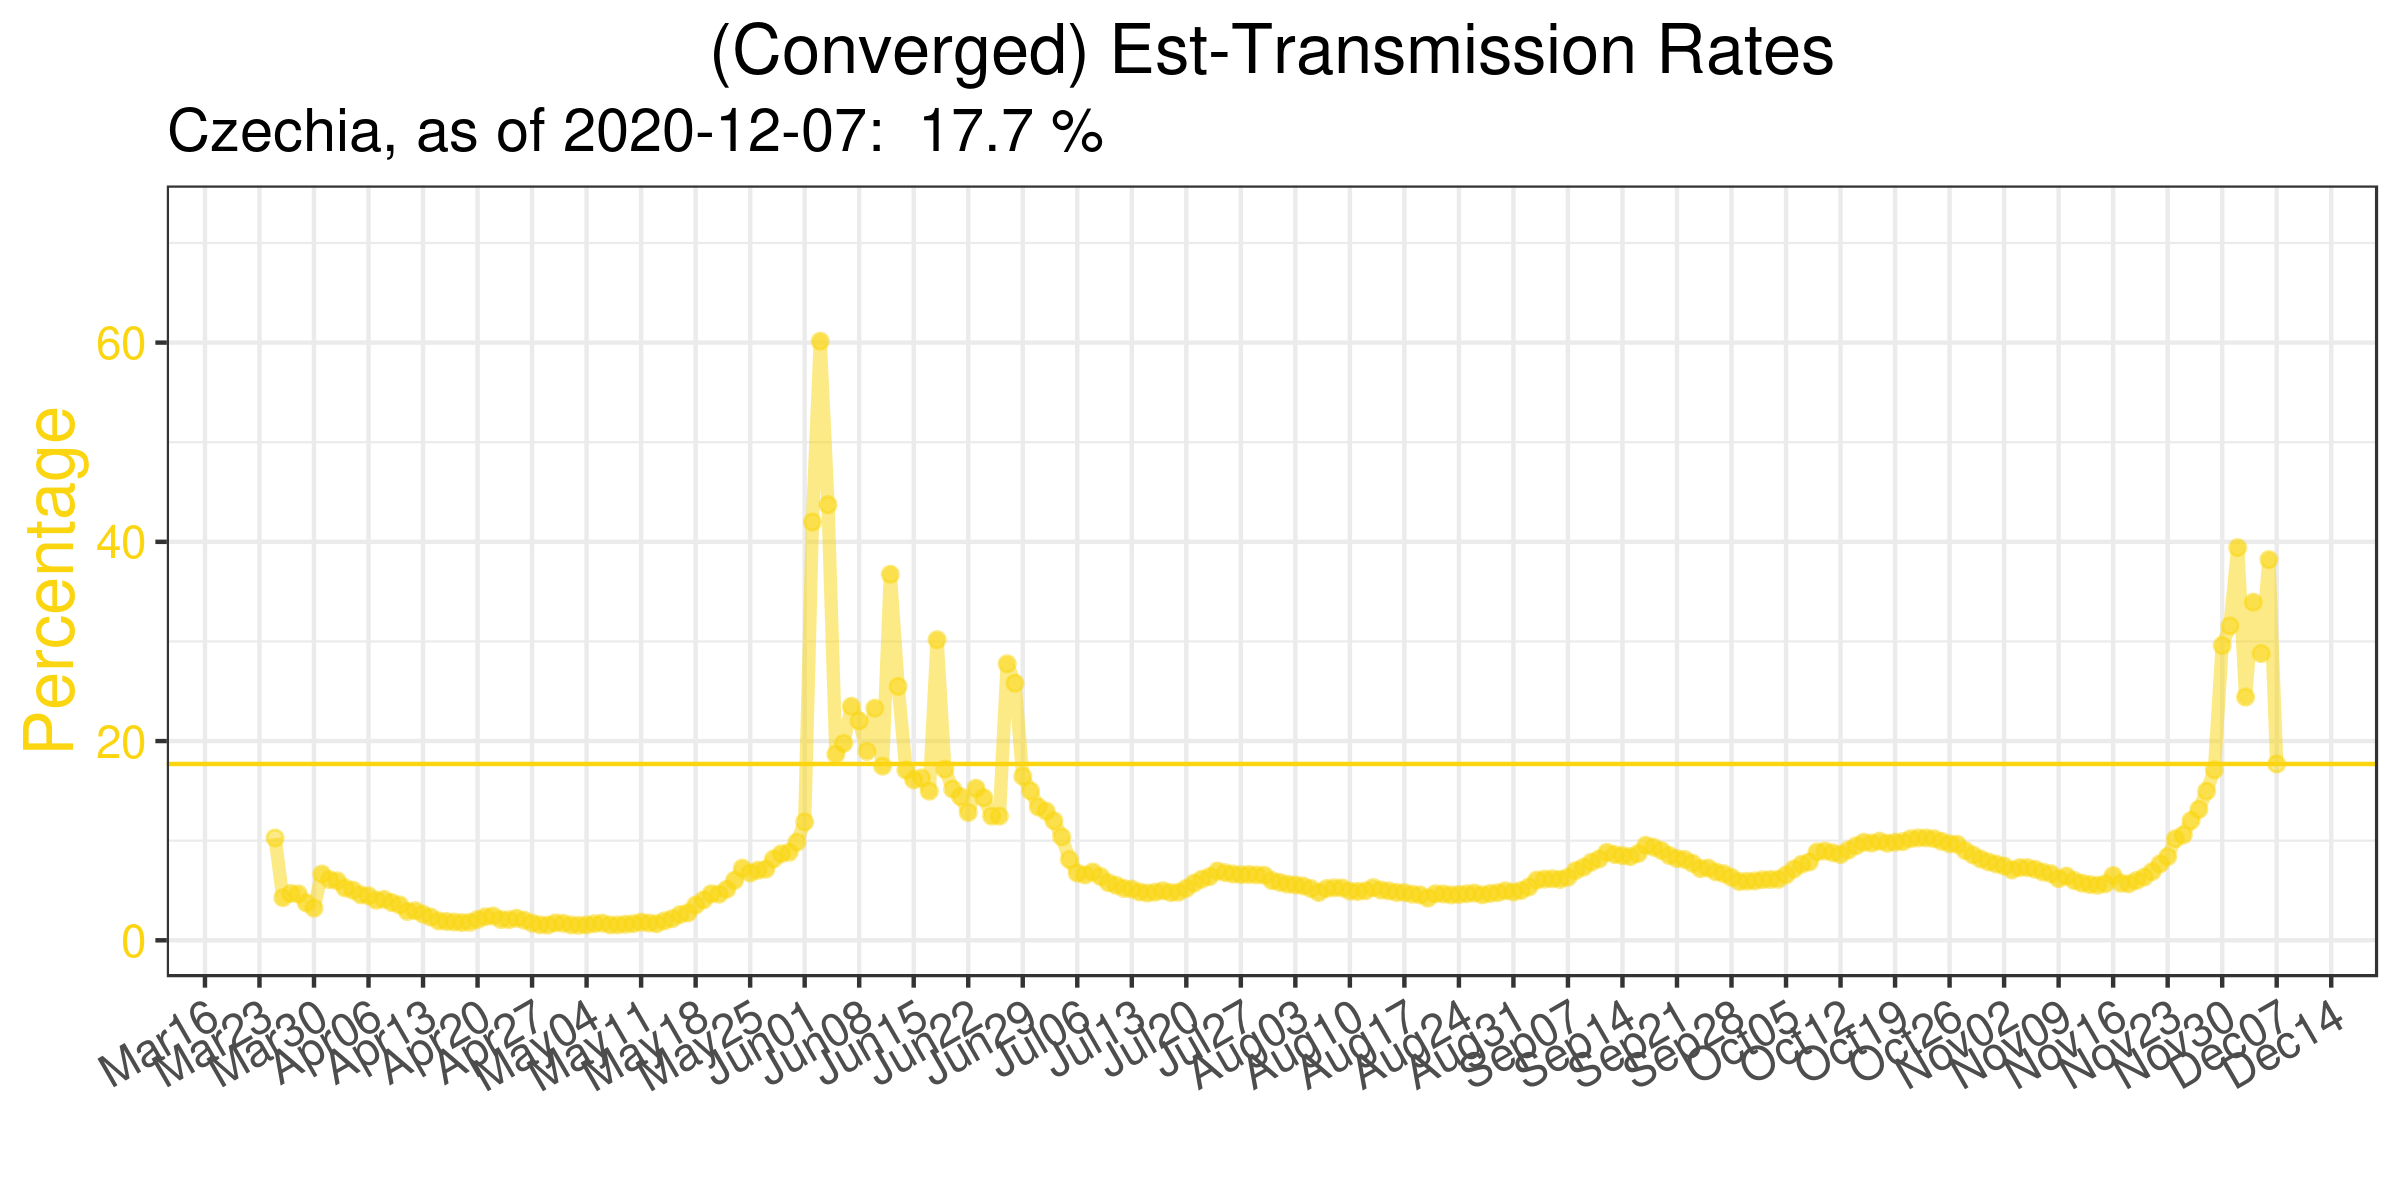 (Converged) Est-Transmission Rates
Czechia, as of 2020-12-07:  17.7 %
Percentage
60
40
20
0
Mar16
Mar23
Mar30
Apr06
Apr13
Apr20
Apr27
May04
May11
May18
May25
Jun01
Jun08
Jun15
Jun22
Jun29
Jul06
Jul13
Jul20
Jul27
Aug03
Aug10
Aug17
Aug24
Aug31
Sep07
Sep14
Sep21
Sep28
Oct05
Oct12
Oct19
Oct26
Nov02
Nov09
Nov16
Nov23
Nov30
Dec07
Dec14